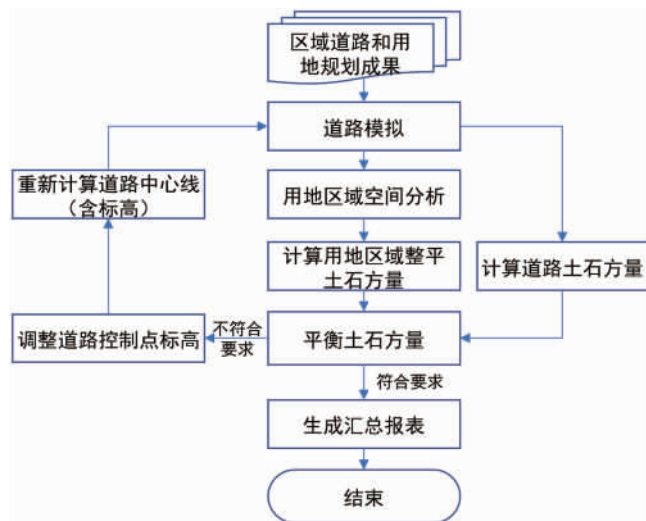 区域道路和用
地规划成果
道路模拟
重新计算道路中心线
（含标高）
用地区域空间分析
计算用地区域整平
土石方量
计算道路土石方量
调整道路控制点标高
不符合
要求
平衡土石方量
符合要求
生成汇总报表
结束